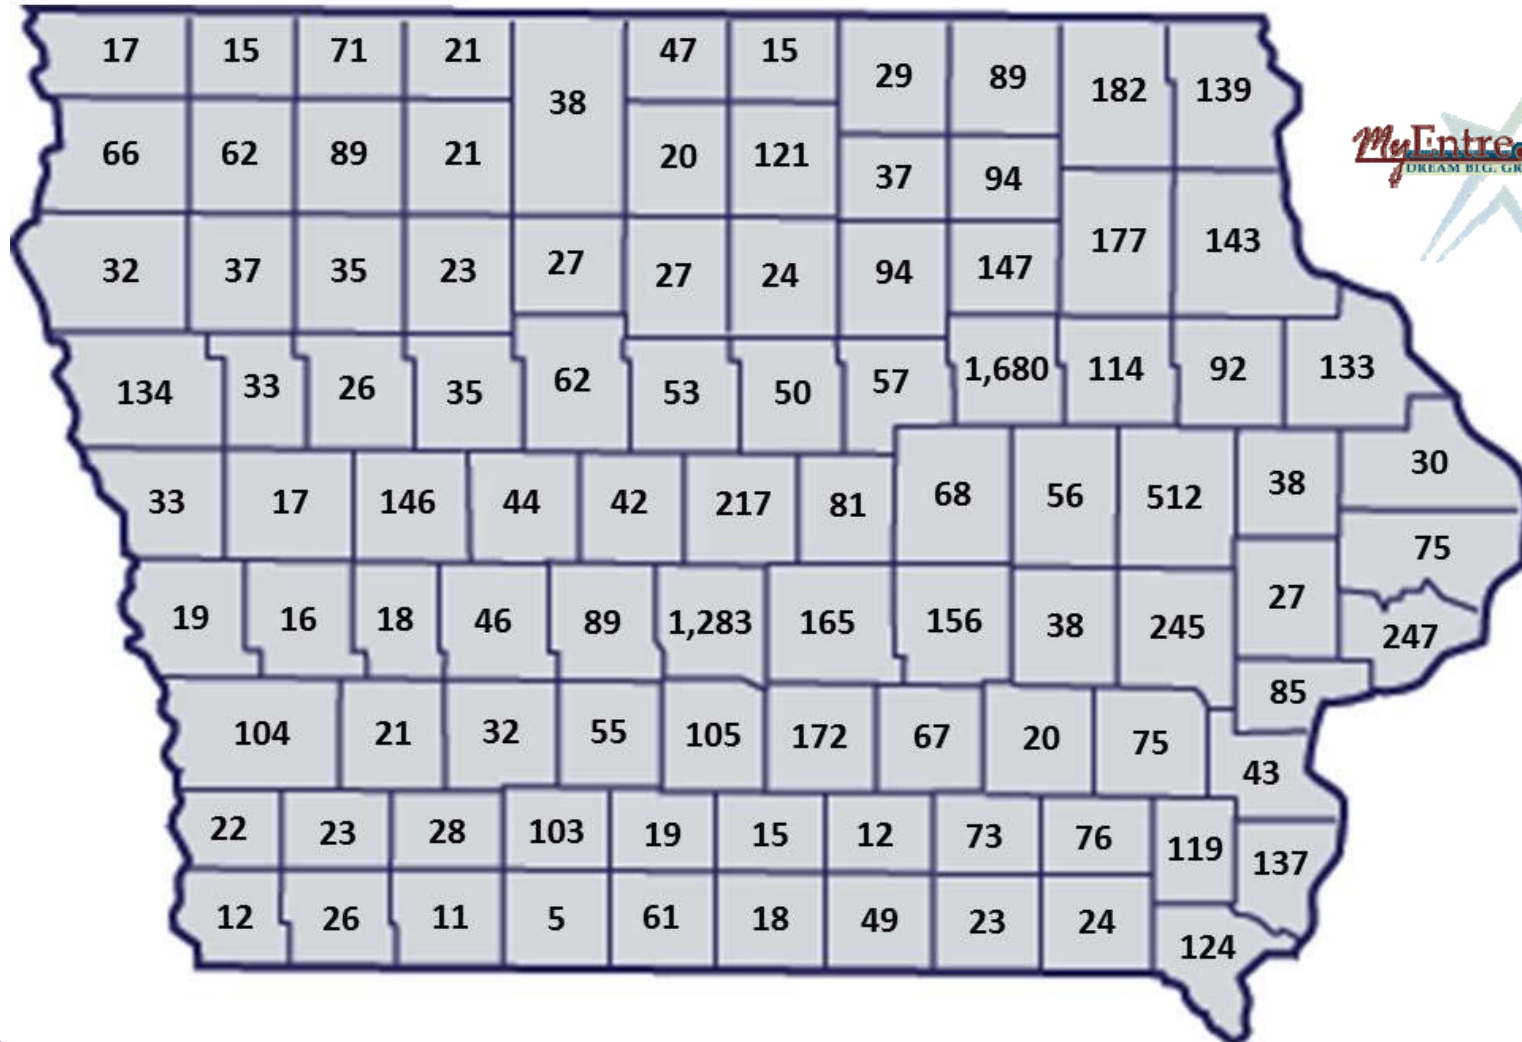 17 15 71 21 38 47 15 29 89 182 139
MyEntre
DREAM BIG. GR
66 62 89 21 20 121 37 94
32 37 35 23 27 27 24 94 147 177 143
134 33 26 35 62 53 50 57 1,680 114 92 133
33 17 146 44 42 217 81 68 56 512 38 30
75
19 16 18 46 89 1,283 165 156 38 245 27 247
85
104 21 32 55 105 172 67 20 75 43
22 23 28 103 19 15 12 73 76 119 137
12 26 11 5 61 18 49 23 24 124